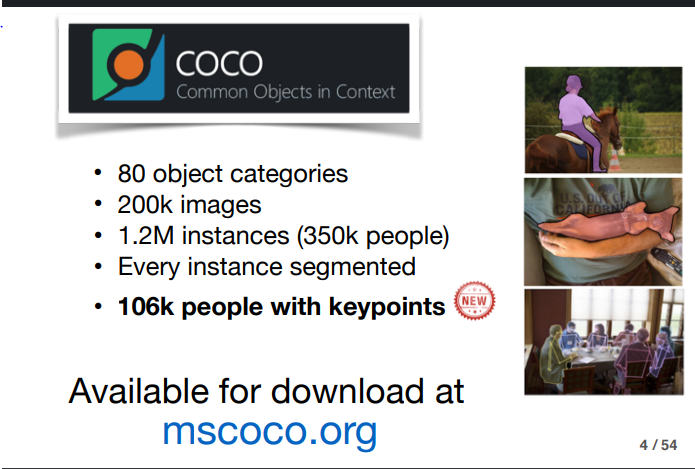 COCO
Common Objects in Context
• 80 object categories
• 200k images
• 1.2M instances (350k people)
• Every instance segmented
• 106k people with keypoints NEW
Available for download at
mscoco.org
4 / 54